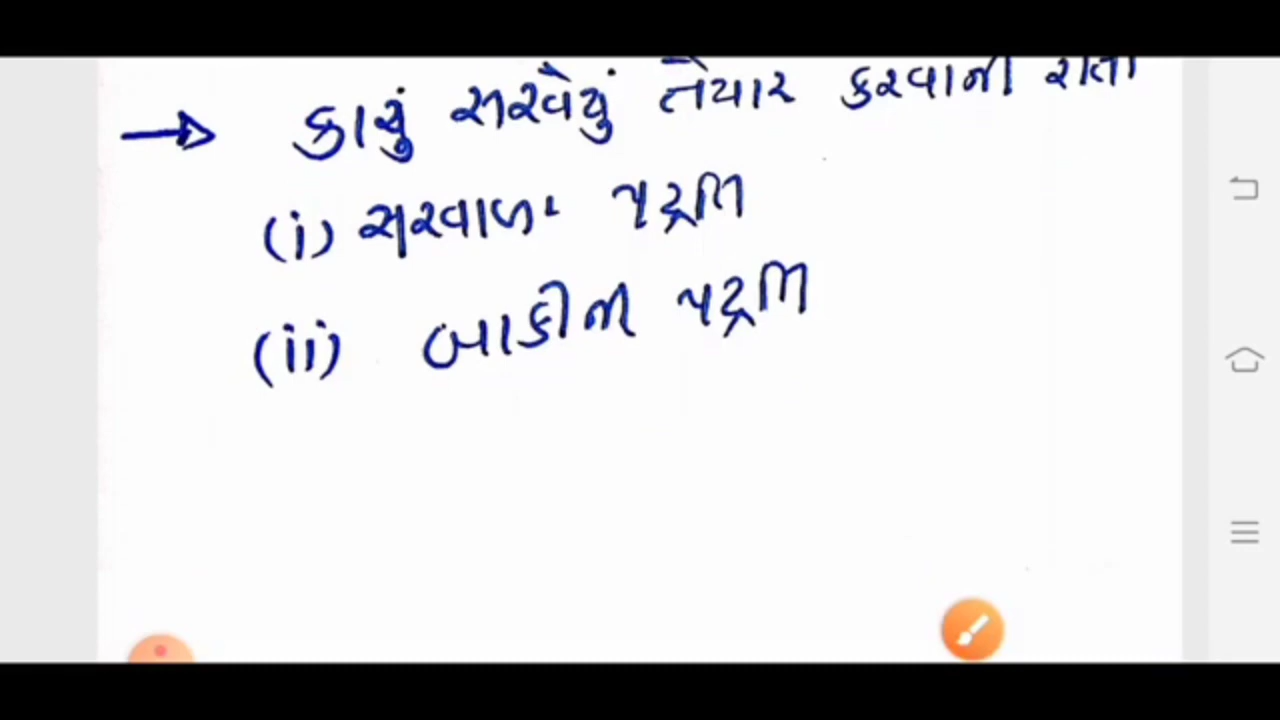 → કાચું સરવૈયું તૈયાર કરવાની રીતો
(i) સરવાળા પદ્ધતિ
(ii) બાકીની પદ્ધતિ